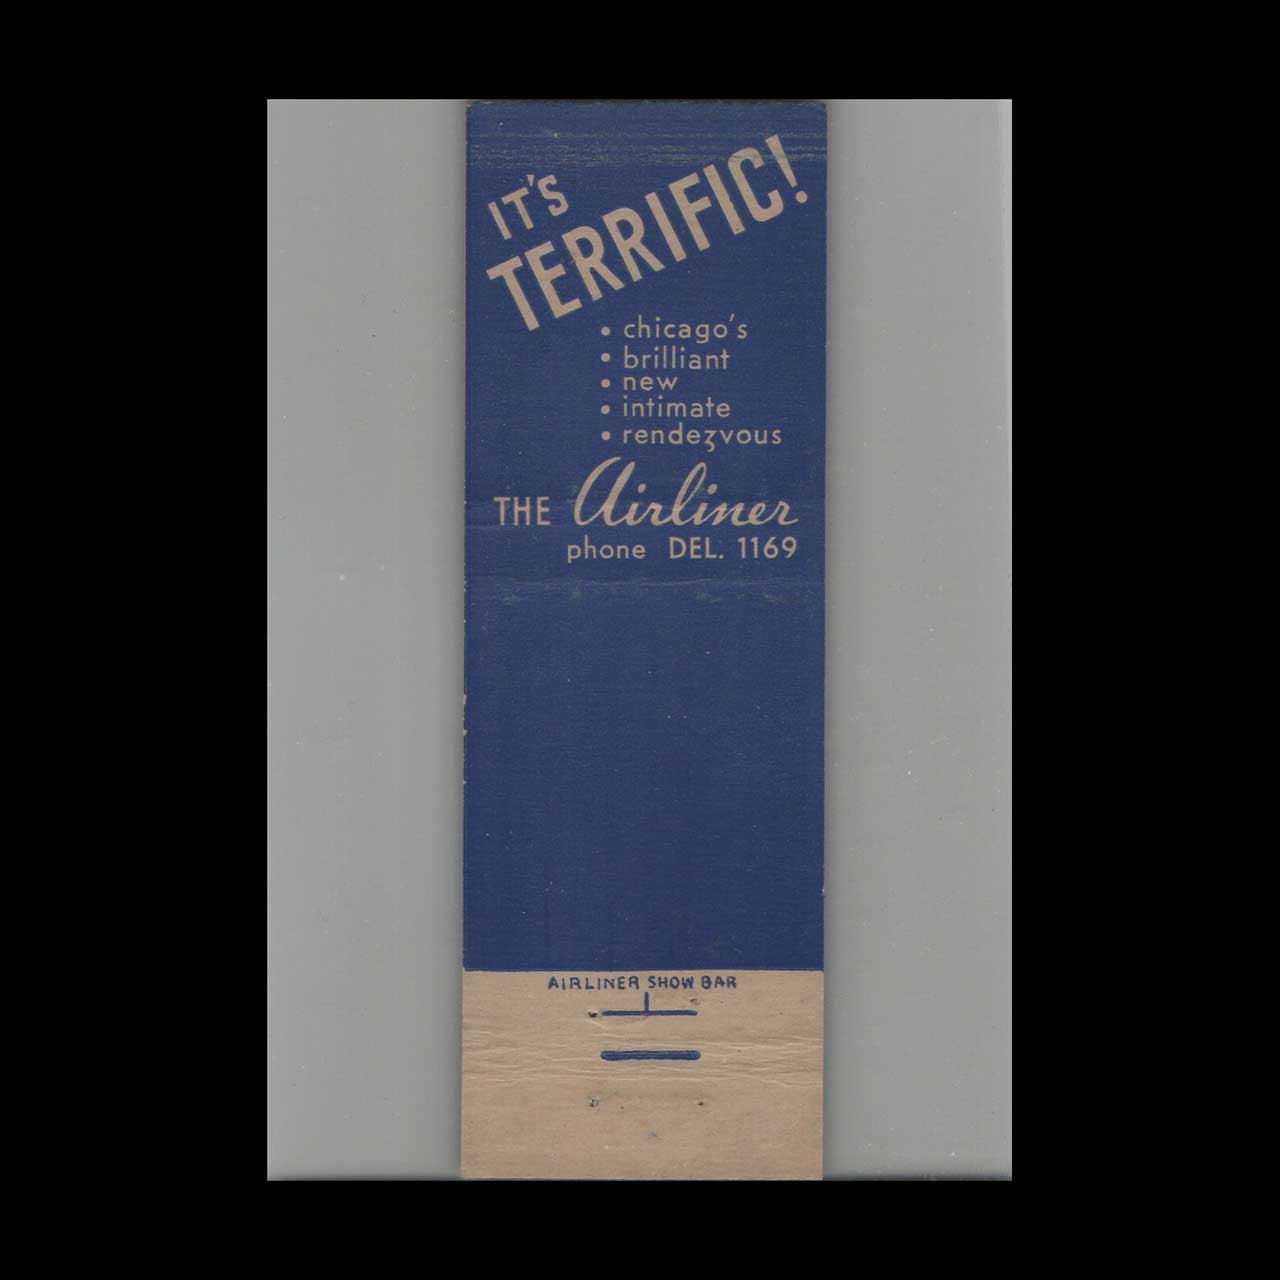 IT'S
TERRIFIC!
• chicago's
• brilliant
• new
• intimate
• rendezvous
THE Airliner
phone DEL. 1169
AIRLINER SHOW BAR